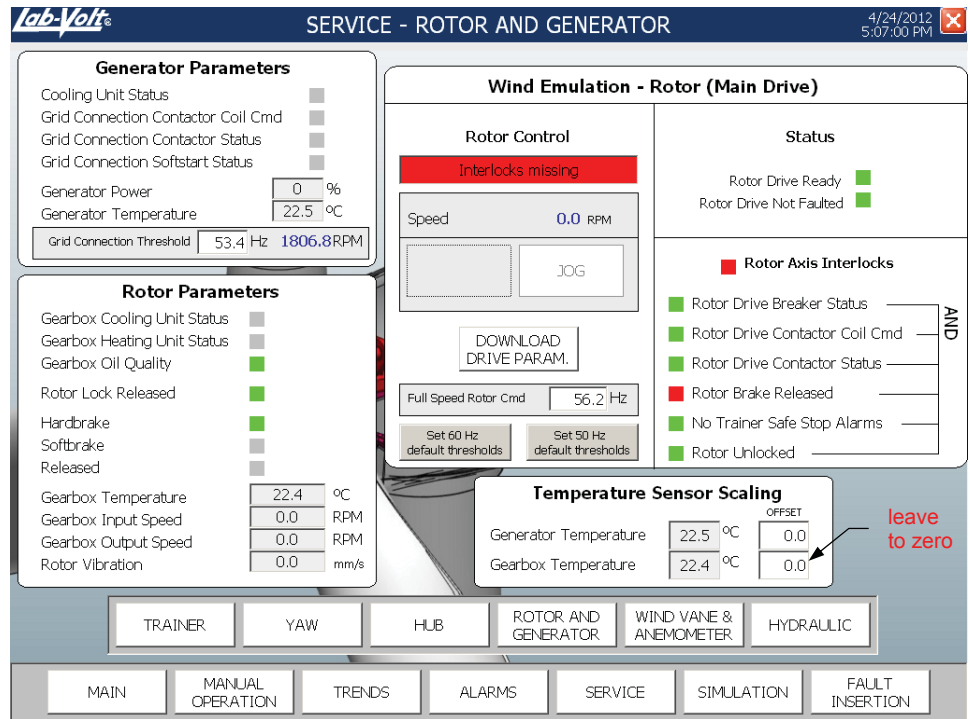 Lab-Volt®
SERVICE - ROTOR AND GENERATOR
4/24/2012
5:07:00 PM
Generator Parameters
Cooling Unit Status
Grid Connection Contactor Coil Cmd
Grid Connection Contactor Status
Grid Connection Softstart Status
Generator Power 0 %
Generator Temperature 22.5 ºC
Grid Connection Threshold 53.4 Hz 1806.8RPM
Rotor Parameters
Gearbox Cooling Unit Status
Gearbox Heating Unit Status
Gearbox Oil Quality
Rotor Lock Released
Hardbrake
Softbrake
Released
Gearbox Temperature 22.4 ºC
Gearbox Input Speed 0.0 RPM
Gearbox Output Speed 0.0 RPM
Rotor Vibration 0.0 mm/s
Wind Emulation - Rotor (Main Drive)
Rotor Control
Interlocks missing
Speed 0.0 RPM
JOG
DOWNLOAD
DRIVE PARAM.
Full Speed Rotor Cmd 56.2 Hz
Set 60 Hz
default thresholds
Set 50 Hz
default thresholds
Status
Rotor Drive Ready
Rotor Drive Not Faulted
Rotor Axis Interlocks
Rotor Drive Breaker Status
Rotor Drive Contactor Coil Cmd
Rotor Drive Contactor Status
Rotor Brake Released
No Trainer Safe Stop Alarms
Rotor Unlocked
AND
Temperature Sensor Scaling
OFFSET
Generator Temperature 22.5 ºC 0.0
Gearbox Temperature 22.4 ºC 0.0
leave
to zero
TRAINER
YAW
HUB
ROTOR AND
GENERATOR
WIND VANE &
ANEMOMETER
HYDRAULIC
MAIN
MANUAL
OPERATION
TRENDS
ALARMS
SERVICE
SIMULATION
FAULT
INSERTION